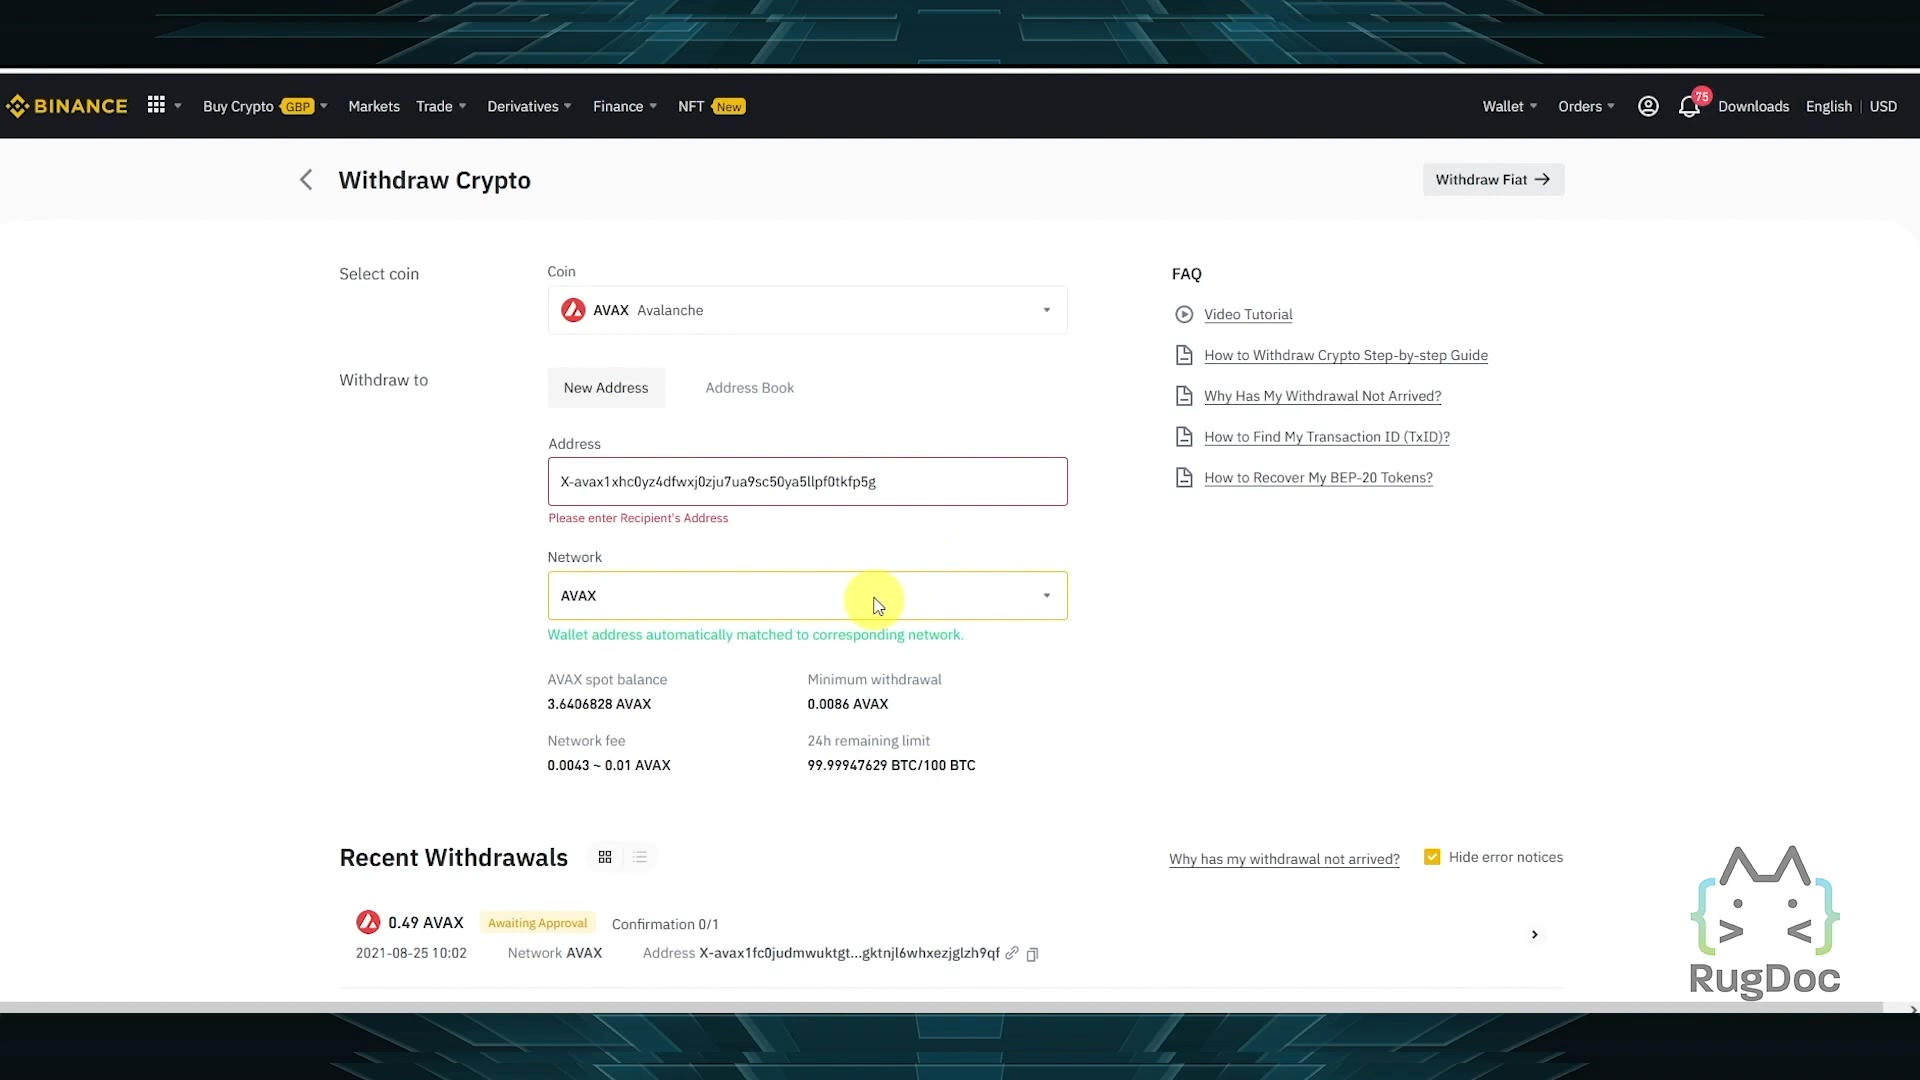 BINANCE
Buy Crypto GBP Markets Trade Derivatives Finance NFT New Wallet Orders 75 Downloads English | USD
Withdraw Crypto
Withdraw Fiat →
Select coin
Coin
AVAX Avalanche
Withdraw to
New Address Address Book
Address
X-avax1xhc0yz4dfwxj0zju7ua9sc50ya5llpf0tkfp5g
Please enter Recipient's Address
Network
AVAX
Wallet address automatically matched to corresponding network.
AVAX spot balance Minimum withdrawal
3.6406828 AVAX 0.0086 AVAX
Network fee 24h remaining limit
0.0043 ~ 0.01 AVAX 99.99947629 BTC/100 BTC
FAQ
Video Tutorial
How to Withdraw Crypto Step-by-step Guide
Why Has My Withdrawal Not Arrived?
How to Find My Transaction ID (TxID)?
How to Recover My BEP-20 Tokens?
Recent Withdrawals
Why has my withdrawal not arrived? Hide error notices
0.49 AVAX Awaiting Approval Confirmation 0/1
2021-08-25 10:02 Network AVAX Address X-avax1fc0judmwuktgt...gktnjl6whxezjglzh9qf
RugDoc